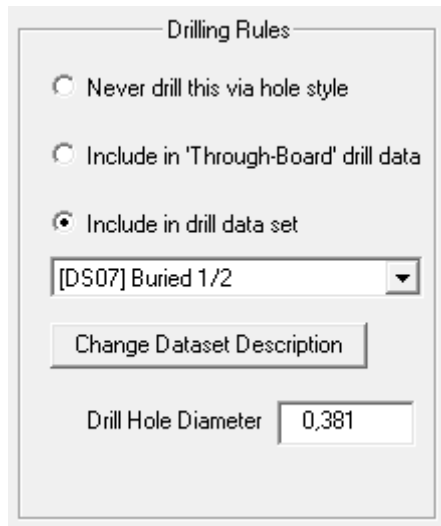 Drilling Rules
Never drill this via hole style
Include in 'Through-Board' drill data
Include in drill data set
[DS07] Buried 1/2
Change Dataset Description
Drill Hole Diameter 0,381